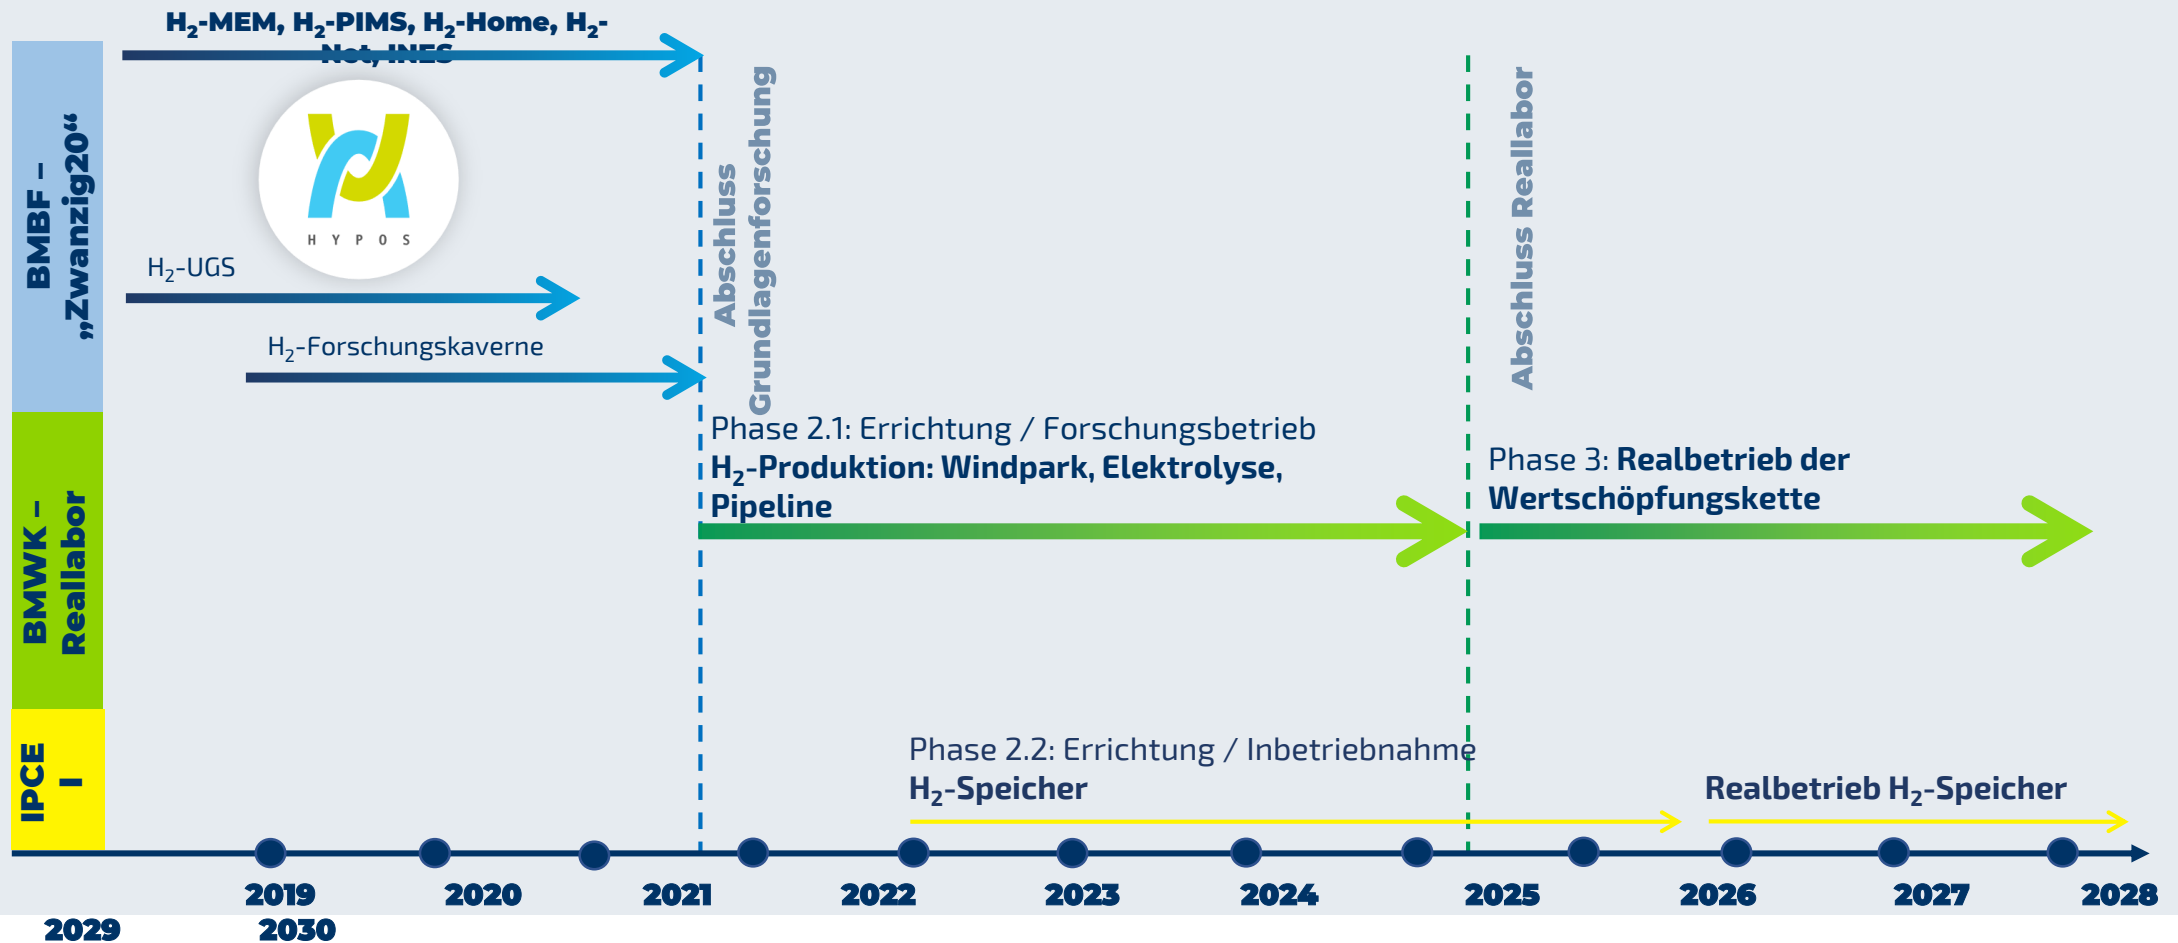 H₂-MEM, H₂-PIMS, H₂-Home, H₂-
Not, INES
BMBF –
„Zwanzig20“
HYPOS
H₂-UGS
H₂-Forschungskaverne
Abschluss
Grundlagenforschung
Abschluss Reallabor
BMWK –
Reallabor
Phase 2.1: Errichtung / Forschungsbetrieb
H₂-Produktion: Windpark, Elektrolyse,
Pipeline
Phase 3: Realbetrieb der
Wertschöpfungskette
IPCE
I
Phase 2.2: Errichtung / Inbetriebnahme
H₂-Speicher
Realbetrieb H₂-Speicher
2019 2020 2021 2022 2023 2024 2025 2026 2027 2028
2029 2030